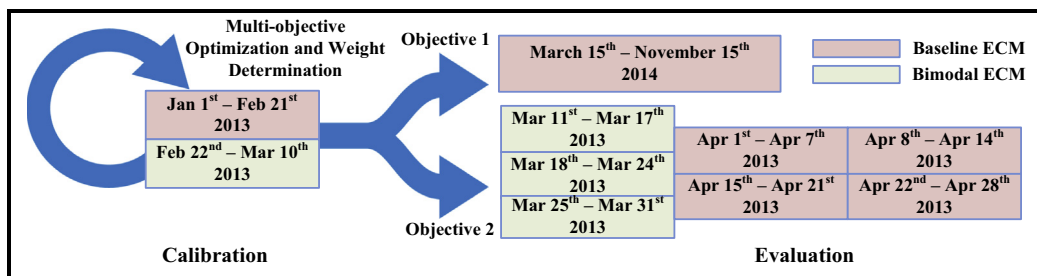 Multi-objective
Optimization and Weight
Determination
Jan 1st – Feb 21st
2013
Feb 22nd – Mar 10th
2013
Calibration
Objective 1
March 15th – November 15th
2014
Objective 2
Mar 11st – Mar 17th
2013
Mar 18th – Mar 24th
2013
Mar 25th – Mar 31st
2013
Apr 1st – Apr 7th
2013
Apr 8th – Apr 14th
2013
Apr 15th – Apr 21st
2013
Apr 22nd – Apr 28th
2013
Evaluation
Baseline ECM
Bimodal ECM